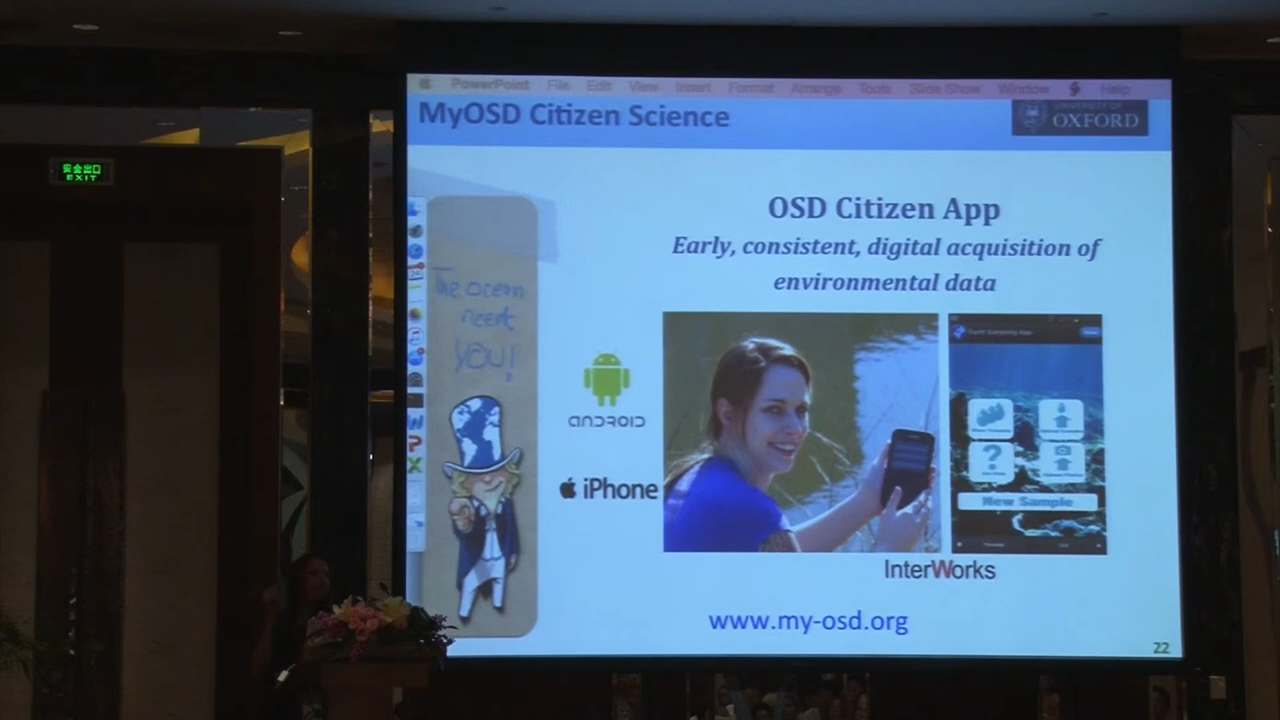 PowerPoint File Edit View Insert Format Arrange Tools Slide Show Window Help
MyOSD Citizen Science
UNIVERSITY OF
OXFORD
安全出口
EXIT
OSD Citizen App
Early, consistent, digital acquisition of
environmental data
The ocean
needs
YOU!
ANDROID
iPhone
New Sample
InterWorks
www.my-osd.org
22